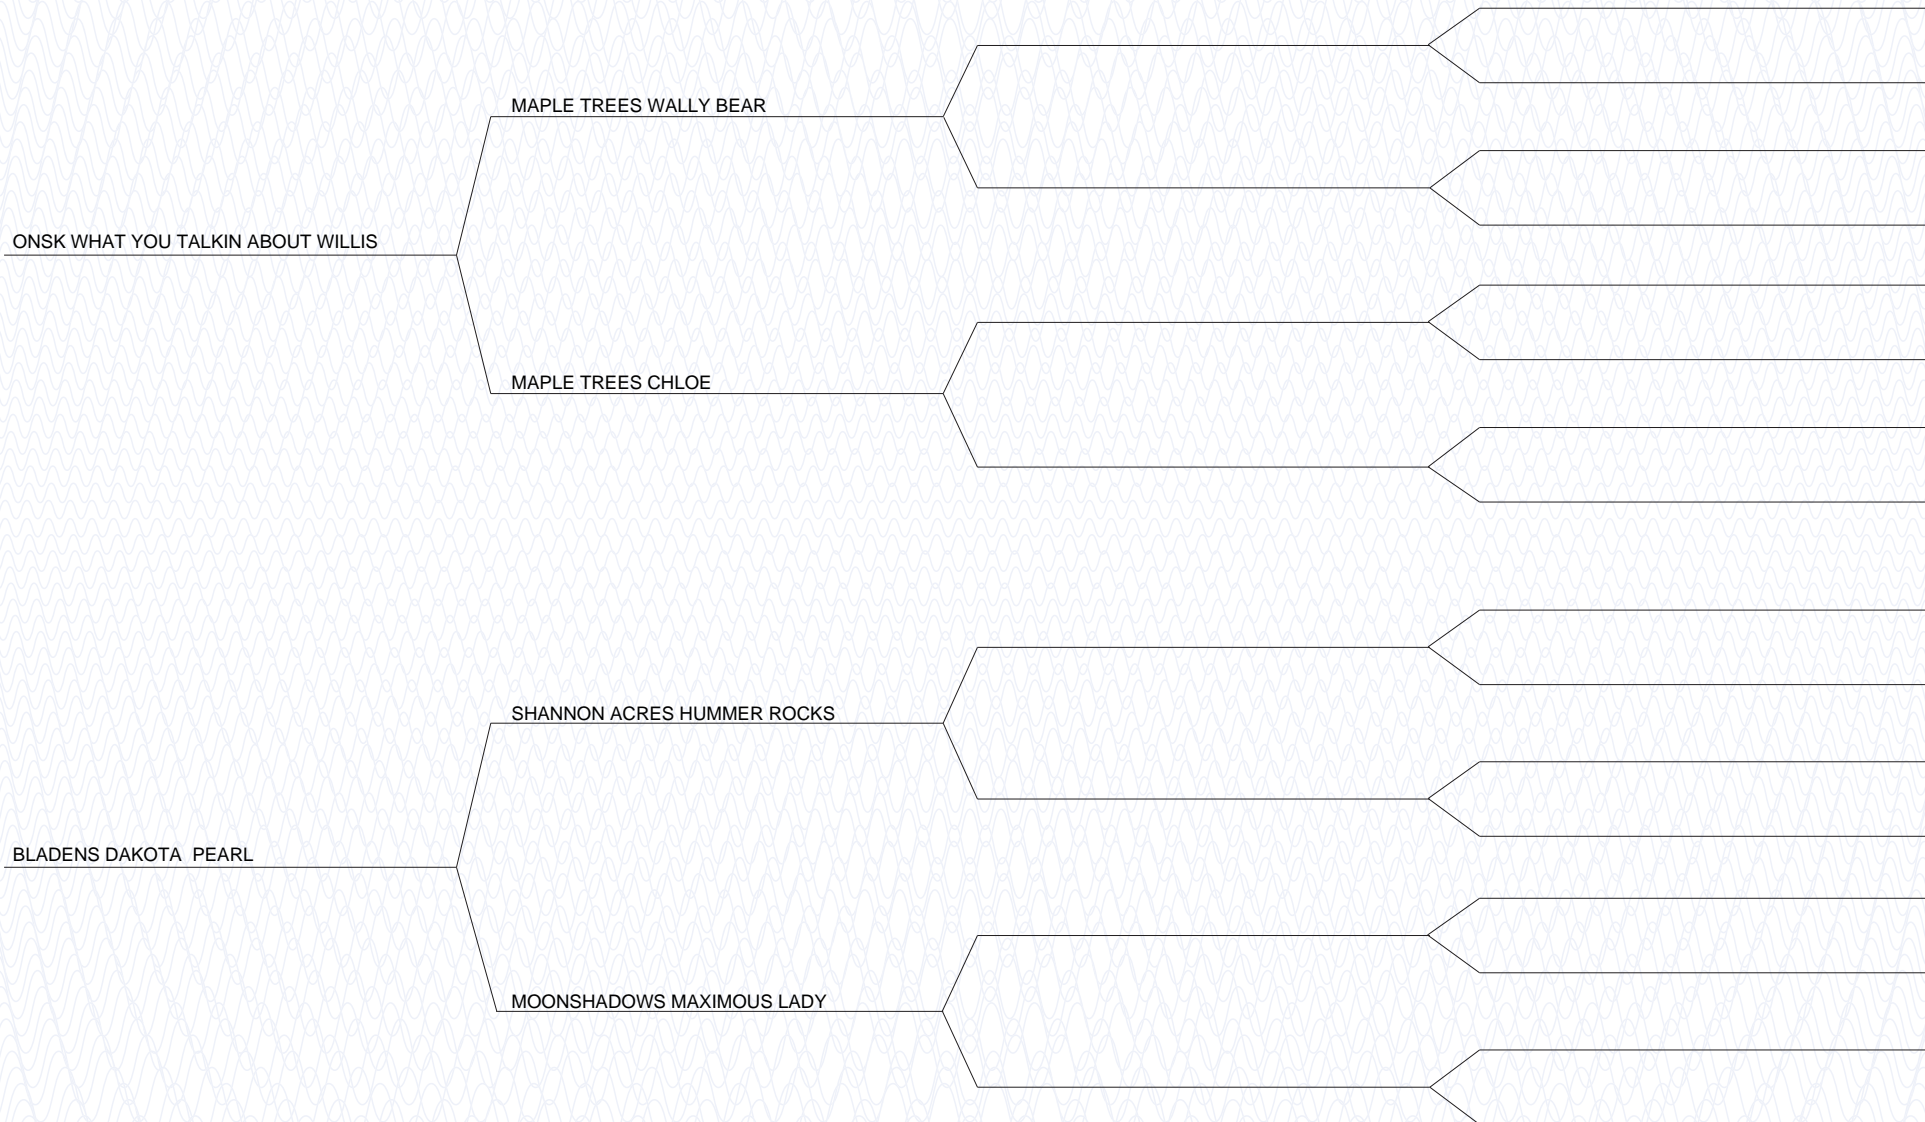 MAPLE TREES WALLY BEAR
ONSK WHAT YOU TALKIN ABOUT WILLIS
MAPLE TREES CHLOE
SHANNON ACRES HUMMER ROCKS
BLADENS DAKOTA  PEARL
MOONSHADOWS MAXIMOUS LADY